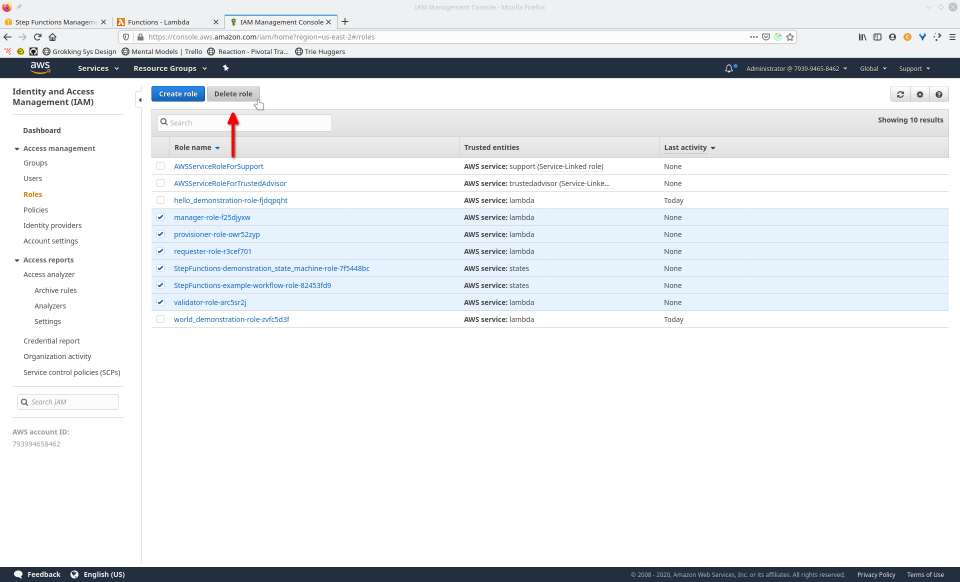 IAM Management Console - Mozilla Firefox
Step Functions Manageme
Functions - Lambda
IAM Management Console
https://console.aws.amazon.com/iam/home?region=us-east-2#/roles
Grokking Sys Design
Mental Models | Trello
Reaction - Pivotal Tra...
Trie Huggers
aws
Services
Resource Groups
Administrator @ 7939-9465-8462
Global
Support
Identity and Access Management (IAM)
Dashboard
Access management
Groups
Users
Roles
Policies
Identity providers
Account settings
Access reports
Access analyzer
Archive rules
Analyzers
Settings
Credential report
Organization activity
Service control policies (SCPs)
Search IAM
AWS account ID:
793994658462
Create role
Delete role
Search
Showing 10 results
Role name Trusted entities Last activity
AWSServiceRoleForSupport AWS service: support (Service-Linked role) None
AWSServiceRoleForTrustedAdvisor AWS service: trustedadvisor (Service-Linke... None
hello_demonstration-role-fjdqpqht AWS service: lambda Today
manager-role-f25djyxw AWS service: lambda None
provisioner-role-owr52zyp AWS service: lambda None
requester-role-r3cef701 AWS service: lambda None
StepFunctions-demonstration_state_machine-role-7f5448bc AWS service: states None
StepFunctions-example-workflow-role-82453fd9 AWS service: states None
validator-role-arc5sr2j AWS service: lambda None
world_demonstration-role-zvfc5d3f AWS service: lambda Today
Feedback
English (US)
© 2008 - 2020, Amazon Web Services, Inc. or its affiliates. All rights reserved.
Privacy Policy
Terms of Use